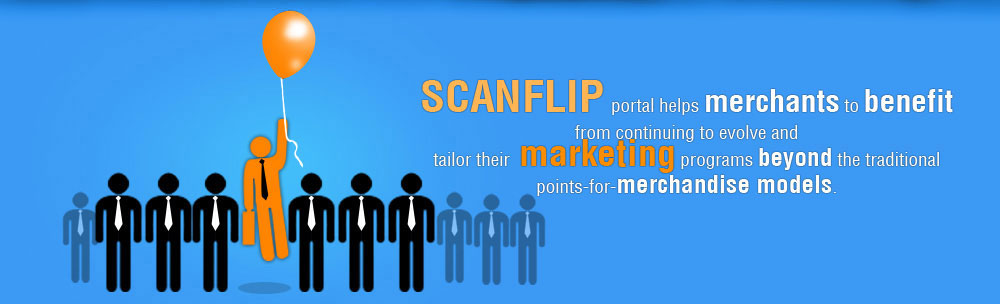 SCANFLIP portal helps merchants to benefit
from continuing to evolve and
tailor their marketing programs beyond the traditional
points-for-merchandise models.